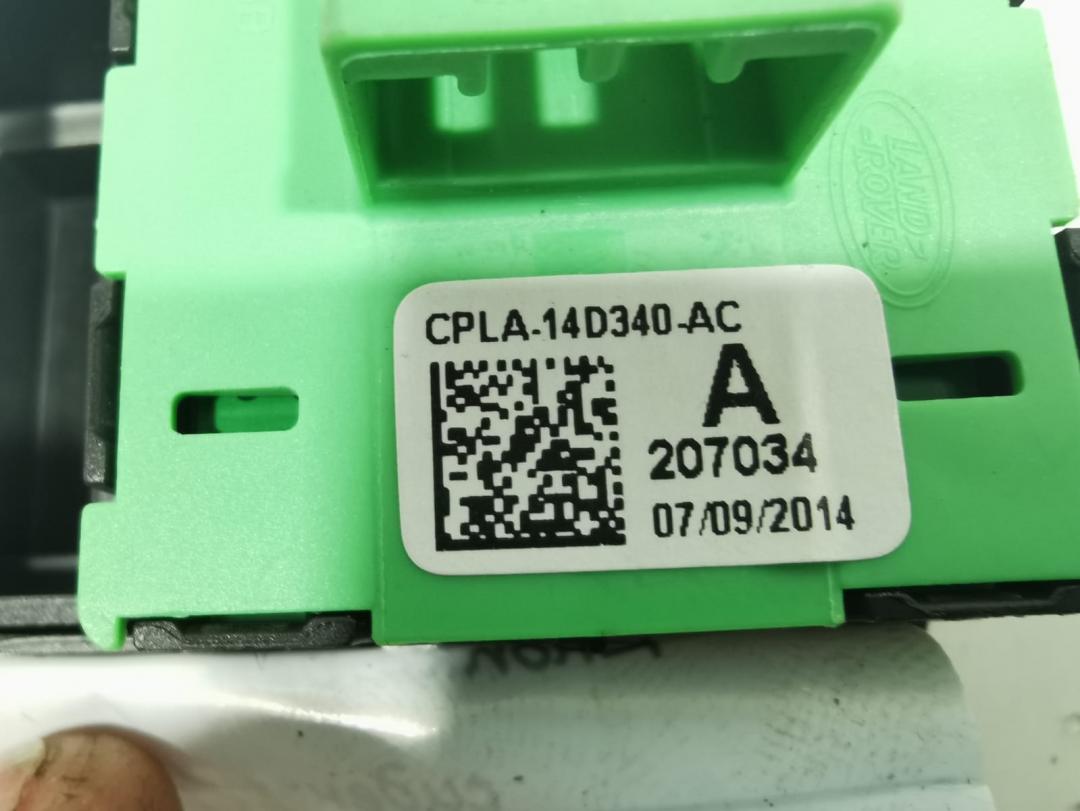 LAND
ROVER
CPLA-14D340-AC
A
207034
07/09/2014